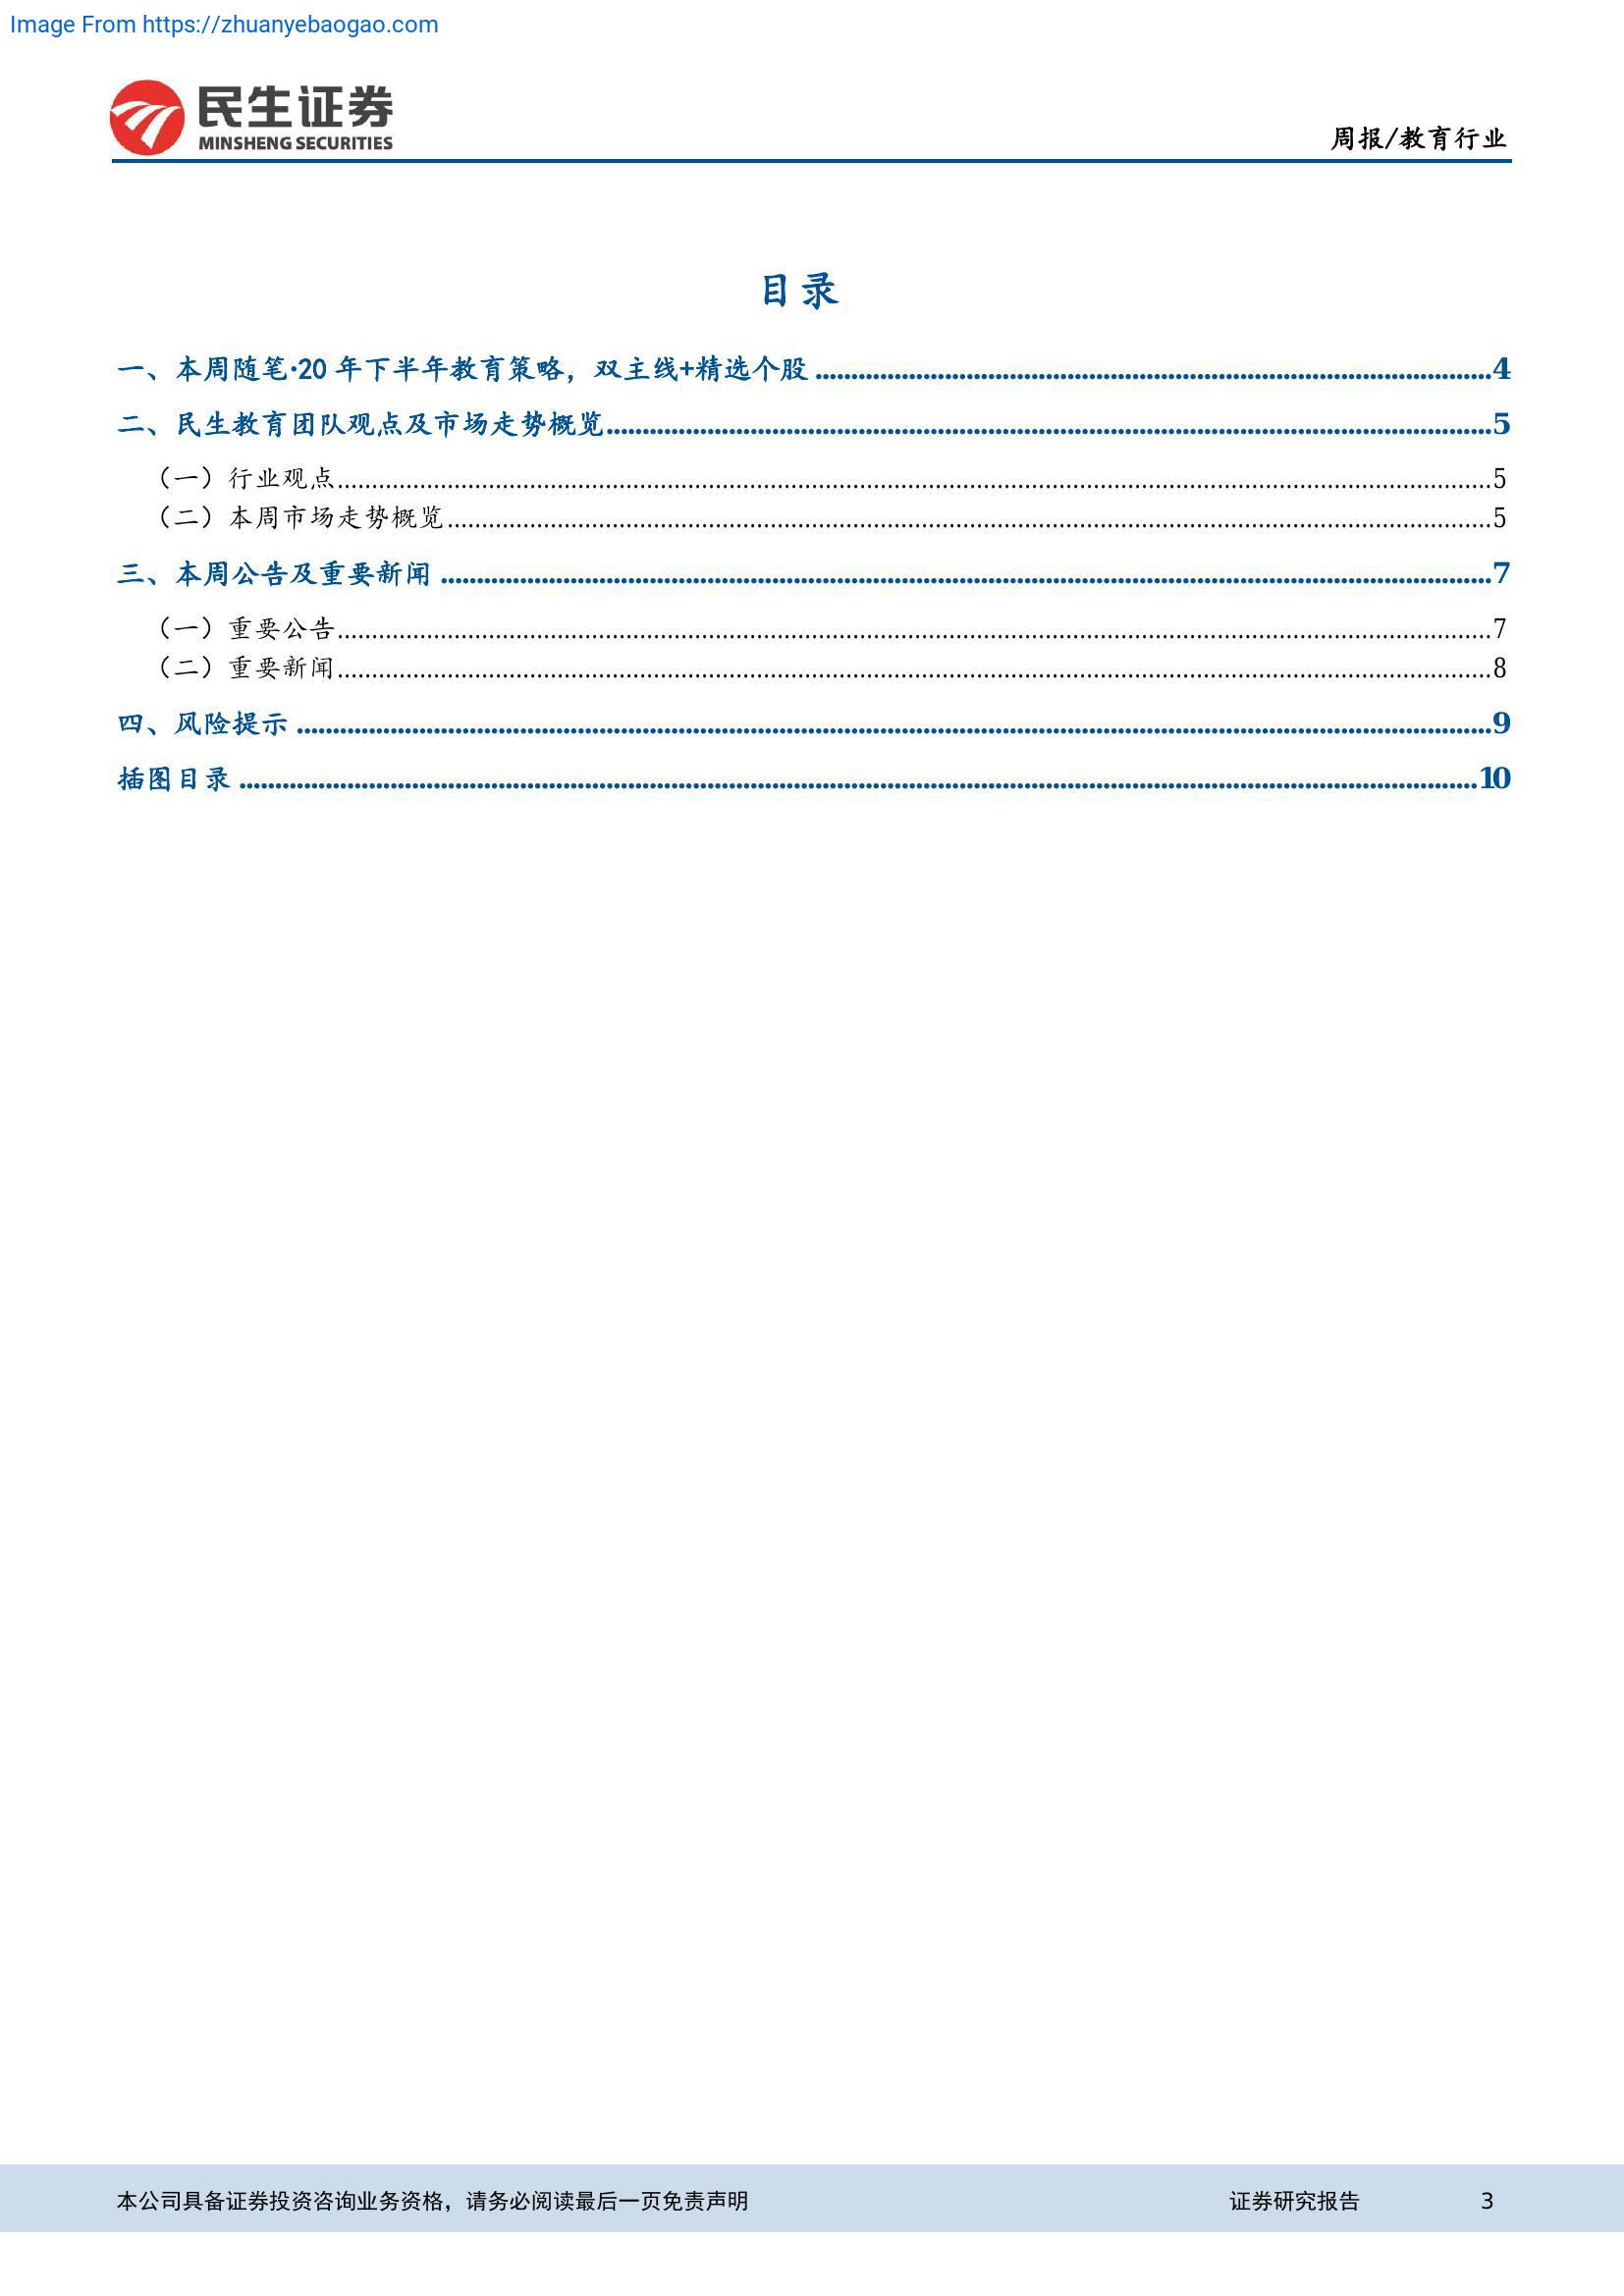 Image From https://zhuanyebaogao.com
民生证券
MINSHENG SECURITIES
周报/教育行业
目录
一、本周随笔·20 年下半年教育策略，双主线+精选个股 ........................................ 4
二、民生教育团队观点及市场走势概览 ........................................ 5
（一）行业观点 ........................................ 5
（二）本周市场走势概览 ........................................ 5
三、本周公告及重要新闻 ........................................ 7
（一）重要公告 ........................................ 7
（二）重要新闻 ........................................ 8
四、风险提示 ........................................ 9
插图目录 ........................................ 10
本公司具备证券投资咨询业务资格，请务必阅读最后一页免责声明 证券研究报告 3